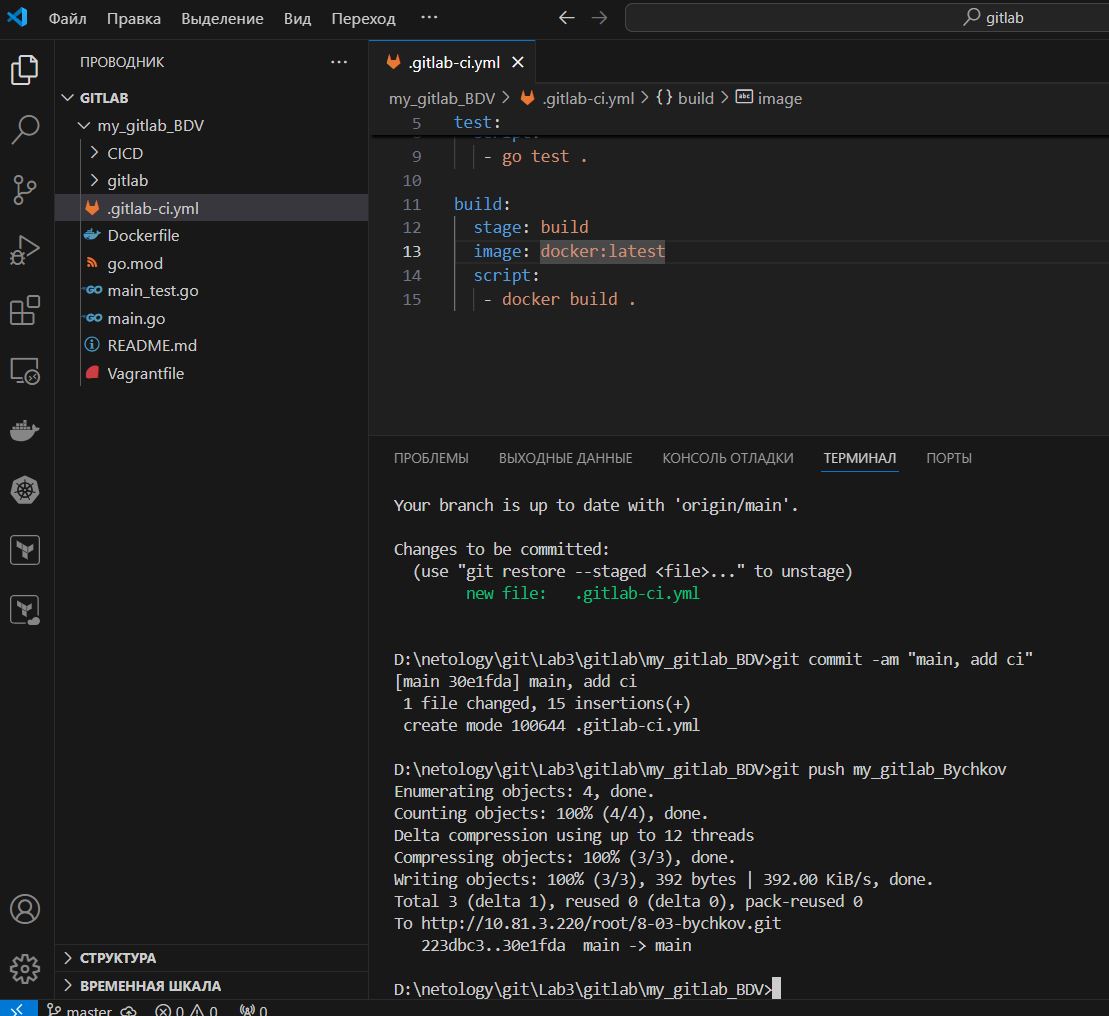 Файл Правка Выделение Вид Переход ··· ← → gitlab
ПРОВОДНИК ···
GITLAB
my_gitlab_BDV
CICD
gitlab
.gitlab-ci.yml
Dockerfile
go.mod
main_test.go
main.go
README.md
Vagrantfile
СТРУКТУРА
ВРЕМЕННАЯ ШКАЛА
.gitlab-ci.yml
my_gitlab_BDV > .gitlab-ci.yml > {} build > abc image
5 test:
script:
9 - go test .
10
11 build:
12 stage: build
13 image: docker:latest
14 script:
15 - docker build .
ПРОБЛЕМЫ ВЫХОДНЫЕ ДАННЫЕ КОНСОЛЬ ОТЛАДКИ ТЕРМИНАЛ ПОРТЫ
Your branch is up to date with 'origin/main'.
Changes to be committed:
(use "git restore --staged <file>..." to unstage)
new file: .gitlab-ci.yml
D:\netology\git\Lab3\gitlab\my_gitlab_BDV>git commit -am "main, add ci"
[main 30e1fda] main, add ci
1 file changed, 15 insertions(+)
create mode 100644 .gitlab-ci.yml
D:\netology\git\Lab3\gitlab\my_gitlab_BDV>git push my_gitlab_Bychkov
Enumerating objects: 4, done.
Counting objects: 100% (4/4), done.
Delta compression using up to 12 threads
Compressing objects: 100% (3/3), done.
Writing objects: 100% (3/3), 392 bytes | 392.00 KiB/s, done.
Total 3 (delta 1), reused 0 (delta 0), pack-reused 0
To http://10.81.3.220/root/8-03-bychkov.git
223dbc3..30e1fda main -> main
D:\netology\git\Lab3\gitlab\my_gitlab_BDV>
master 0 0 0